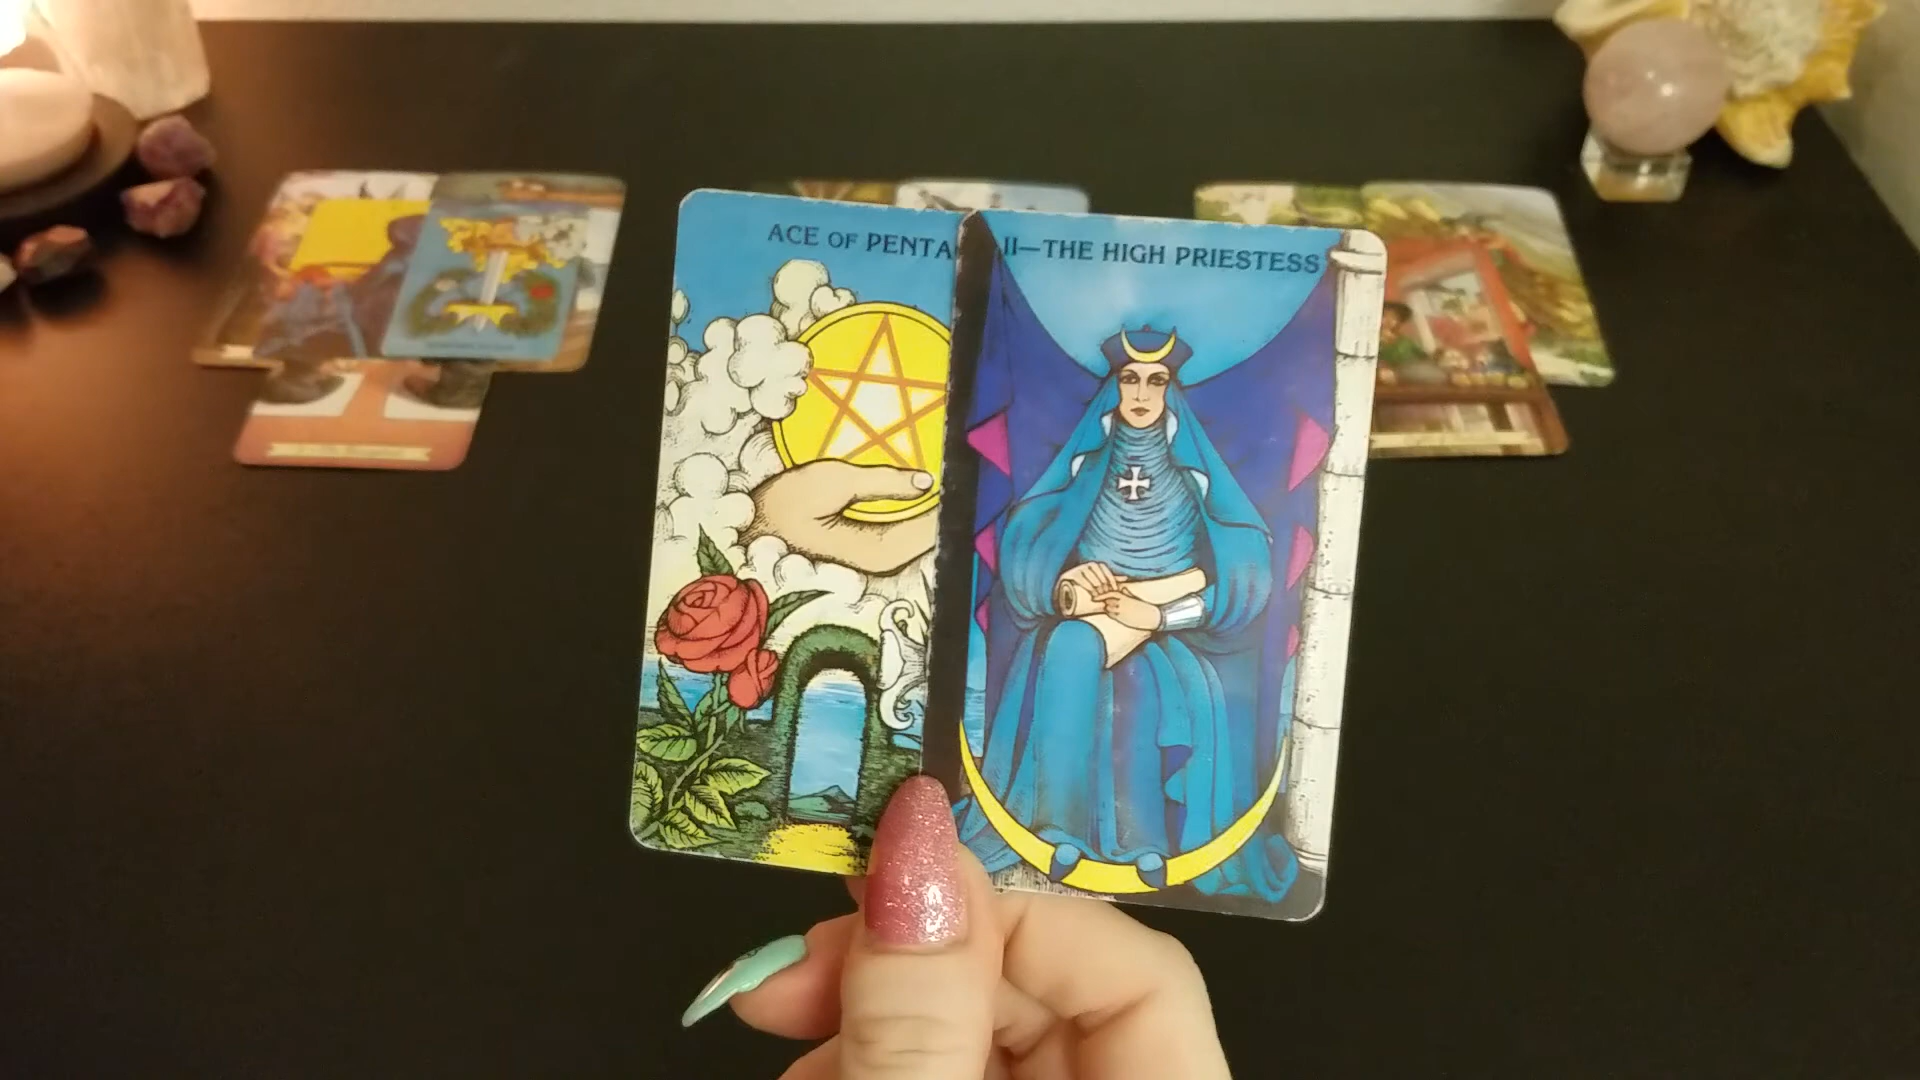 ACE OF PENTA
II—THE HIGH PRIESTESS